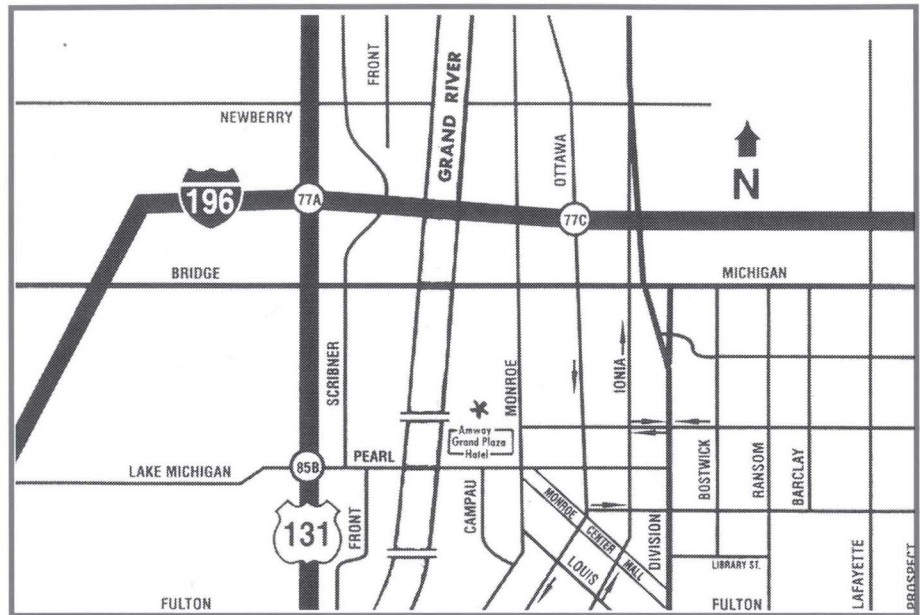 FRONT
GRAND RIVER
NEWBERRY
OTTAWA
N
196
77A
77C
BRIDGE
MICHIGAN
SCRIBNER
MONROE
IONIA
Amway
Grand Plaza
Hotel
PEARL
LAKE MICHIGAN
85B
BOSTWICK
RANSOM
BARCLAY
131
FRONT
CAMPAU
MONROE
CENTER
MALL
LOUIS
DIVISION
LIBRARY ST.
LAFAYETTE
PROSPECT
FULTON
FULTON